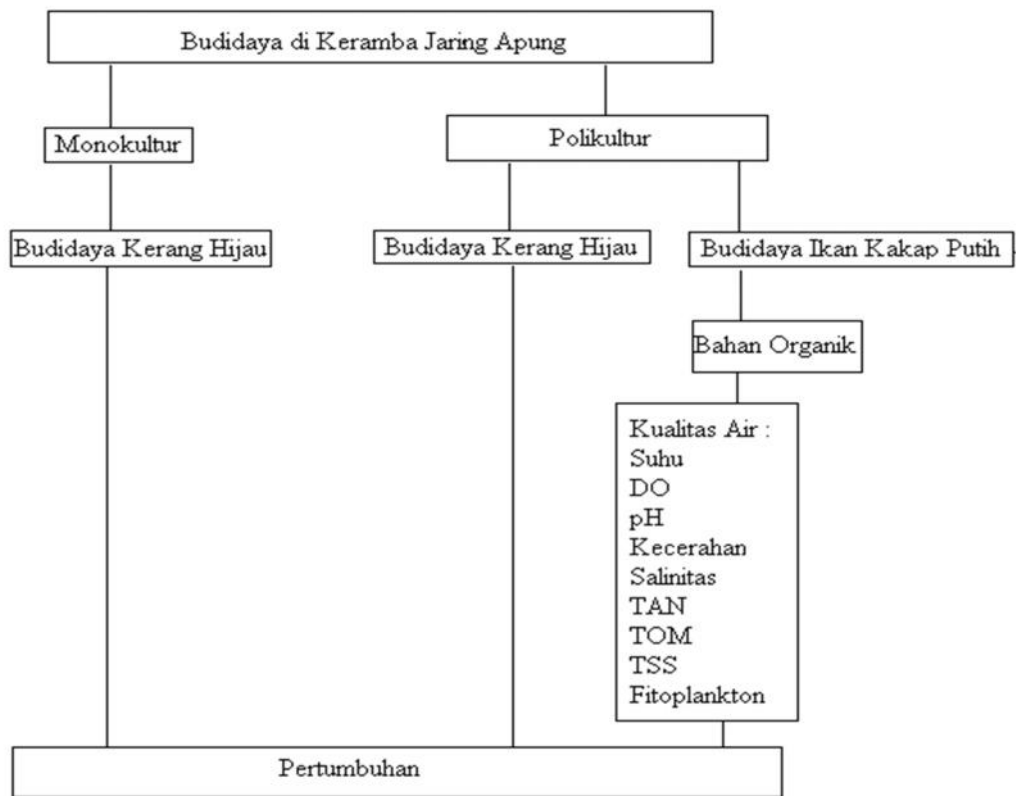 Budidaya di Keramba Jaring Apung
Monokultur
Polikultur
Budidaya Kerang Hijau
Budidaya Kerang Hijau
Budidaya Ikan Kakap Putih
Bahan Organik
Kualitas Air :
Suhu
DO
pH
Kecerahan
Salinitas
TAN
TOM
TSS
Fitoplankton
Pertumbuhan